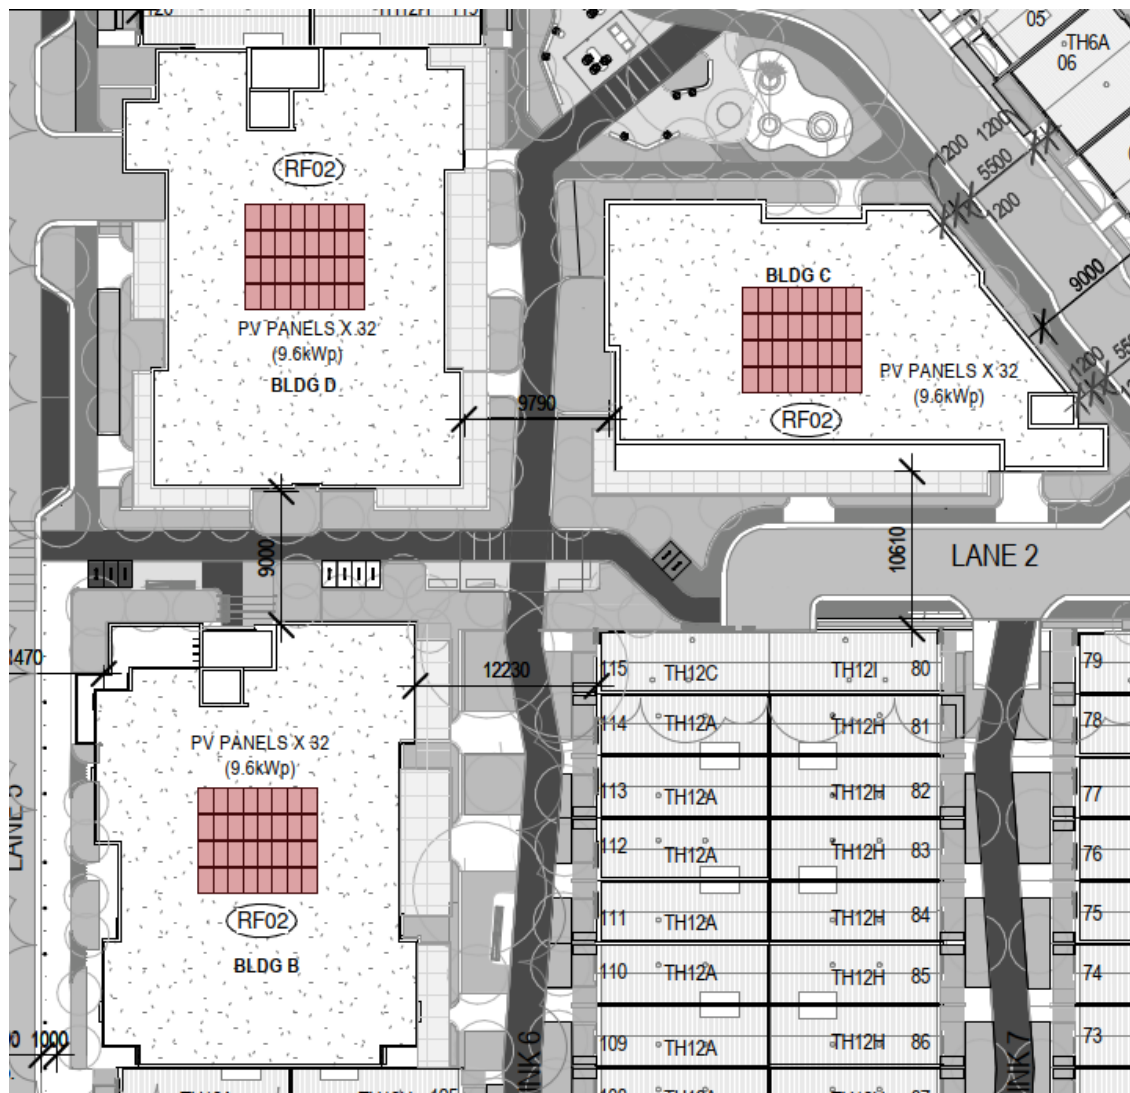 05
TH6A
06
1200
1200
5500
1200
9000
RF02
PV PANELS X 32
(9.6kWp)
BLDG D
BLDG C
PV PANELS X 32
(9.6kWp)
RF02
1200
9790
9000
10610
LANE 2
12230
115
TH12C
TH12I
80
79
114
TH12A
TH12H
81
78
PV PANELS X 32
(9.6kWp)
113
TH12A
TH12H
82
77
112
TH12A
TH12H
83
76
RF02
BLDG B
111
TH12A
TH12H
84
75
110
TH12A
TH12H
85
74
109
TH12A
TH12H
86
73
1000